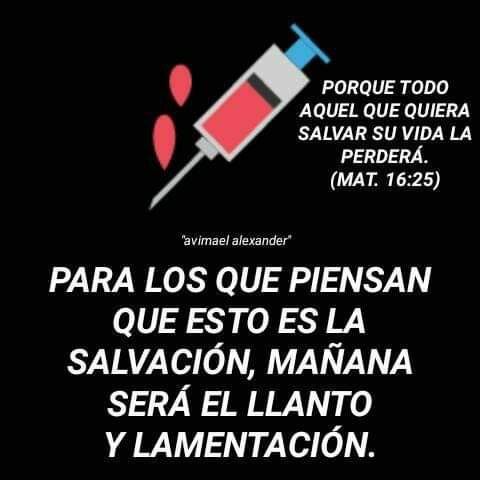 PORQUE TODO
AQUEL QUE QUIERA
SALVAR SU VIDA LA
PERDERÁ.
(MAT. 16:25)
"avimael alexander"
PARA LOS QUE PIENSAN
QUE ESTO ES LA
SALVACIÓN, MAÑANA
SERÁ EL LLANTO
Y LAMENTACIÓN.